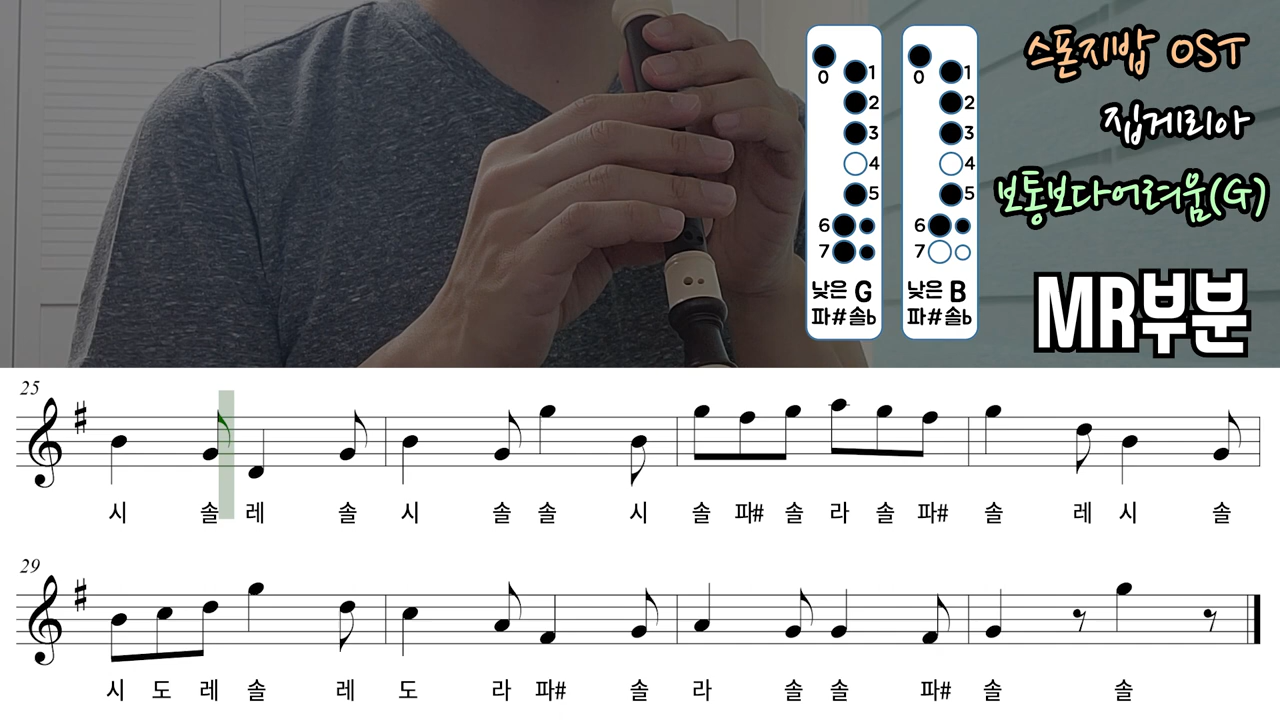 스폰지밥 OST
집게리아
보통보다어려움(G)
MR부분
0 1
2
3
4
5
6
7
낮은 G
파#솔b
0 1
2
3
4
5
6
7
낮은 B
파#솔b
25
시 솔 레 솔 시 솔 솔 시 솔 파# 솔 라 솔 파# 솔 레 시 솔
29
시 도 레 솔 레 도 라 파# 솔 라 솔 솔 파# 솔 솔